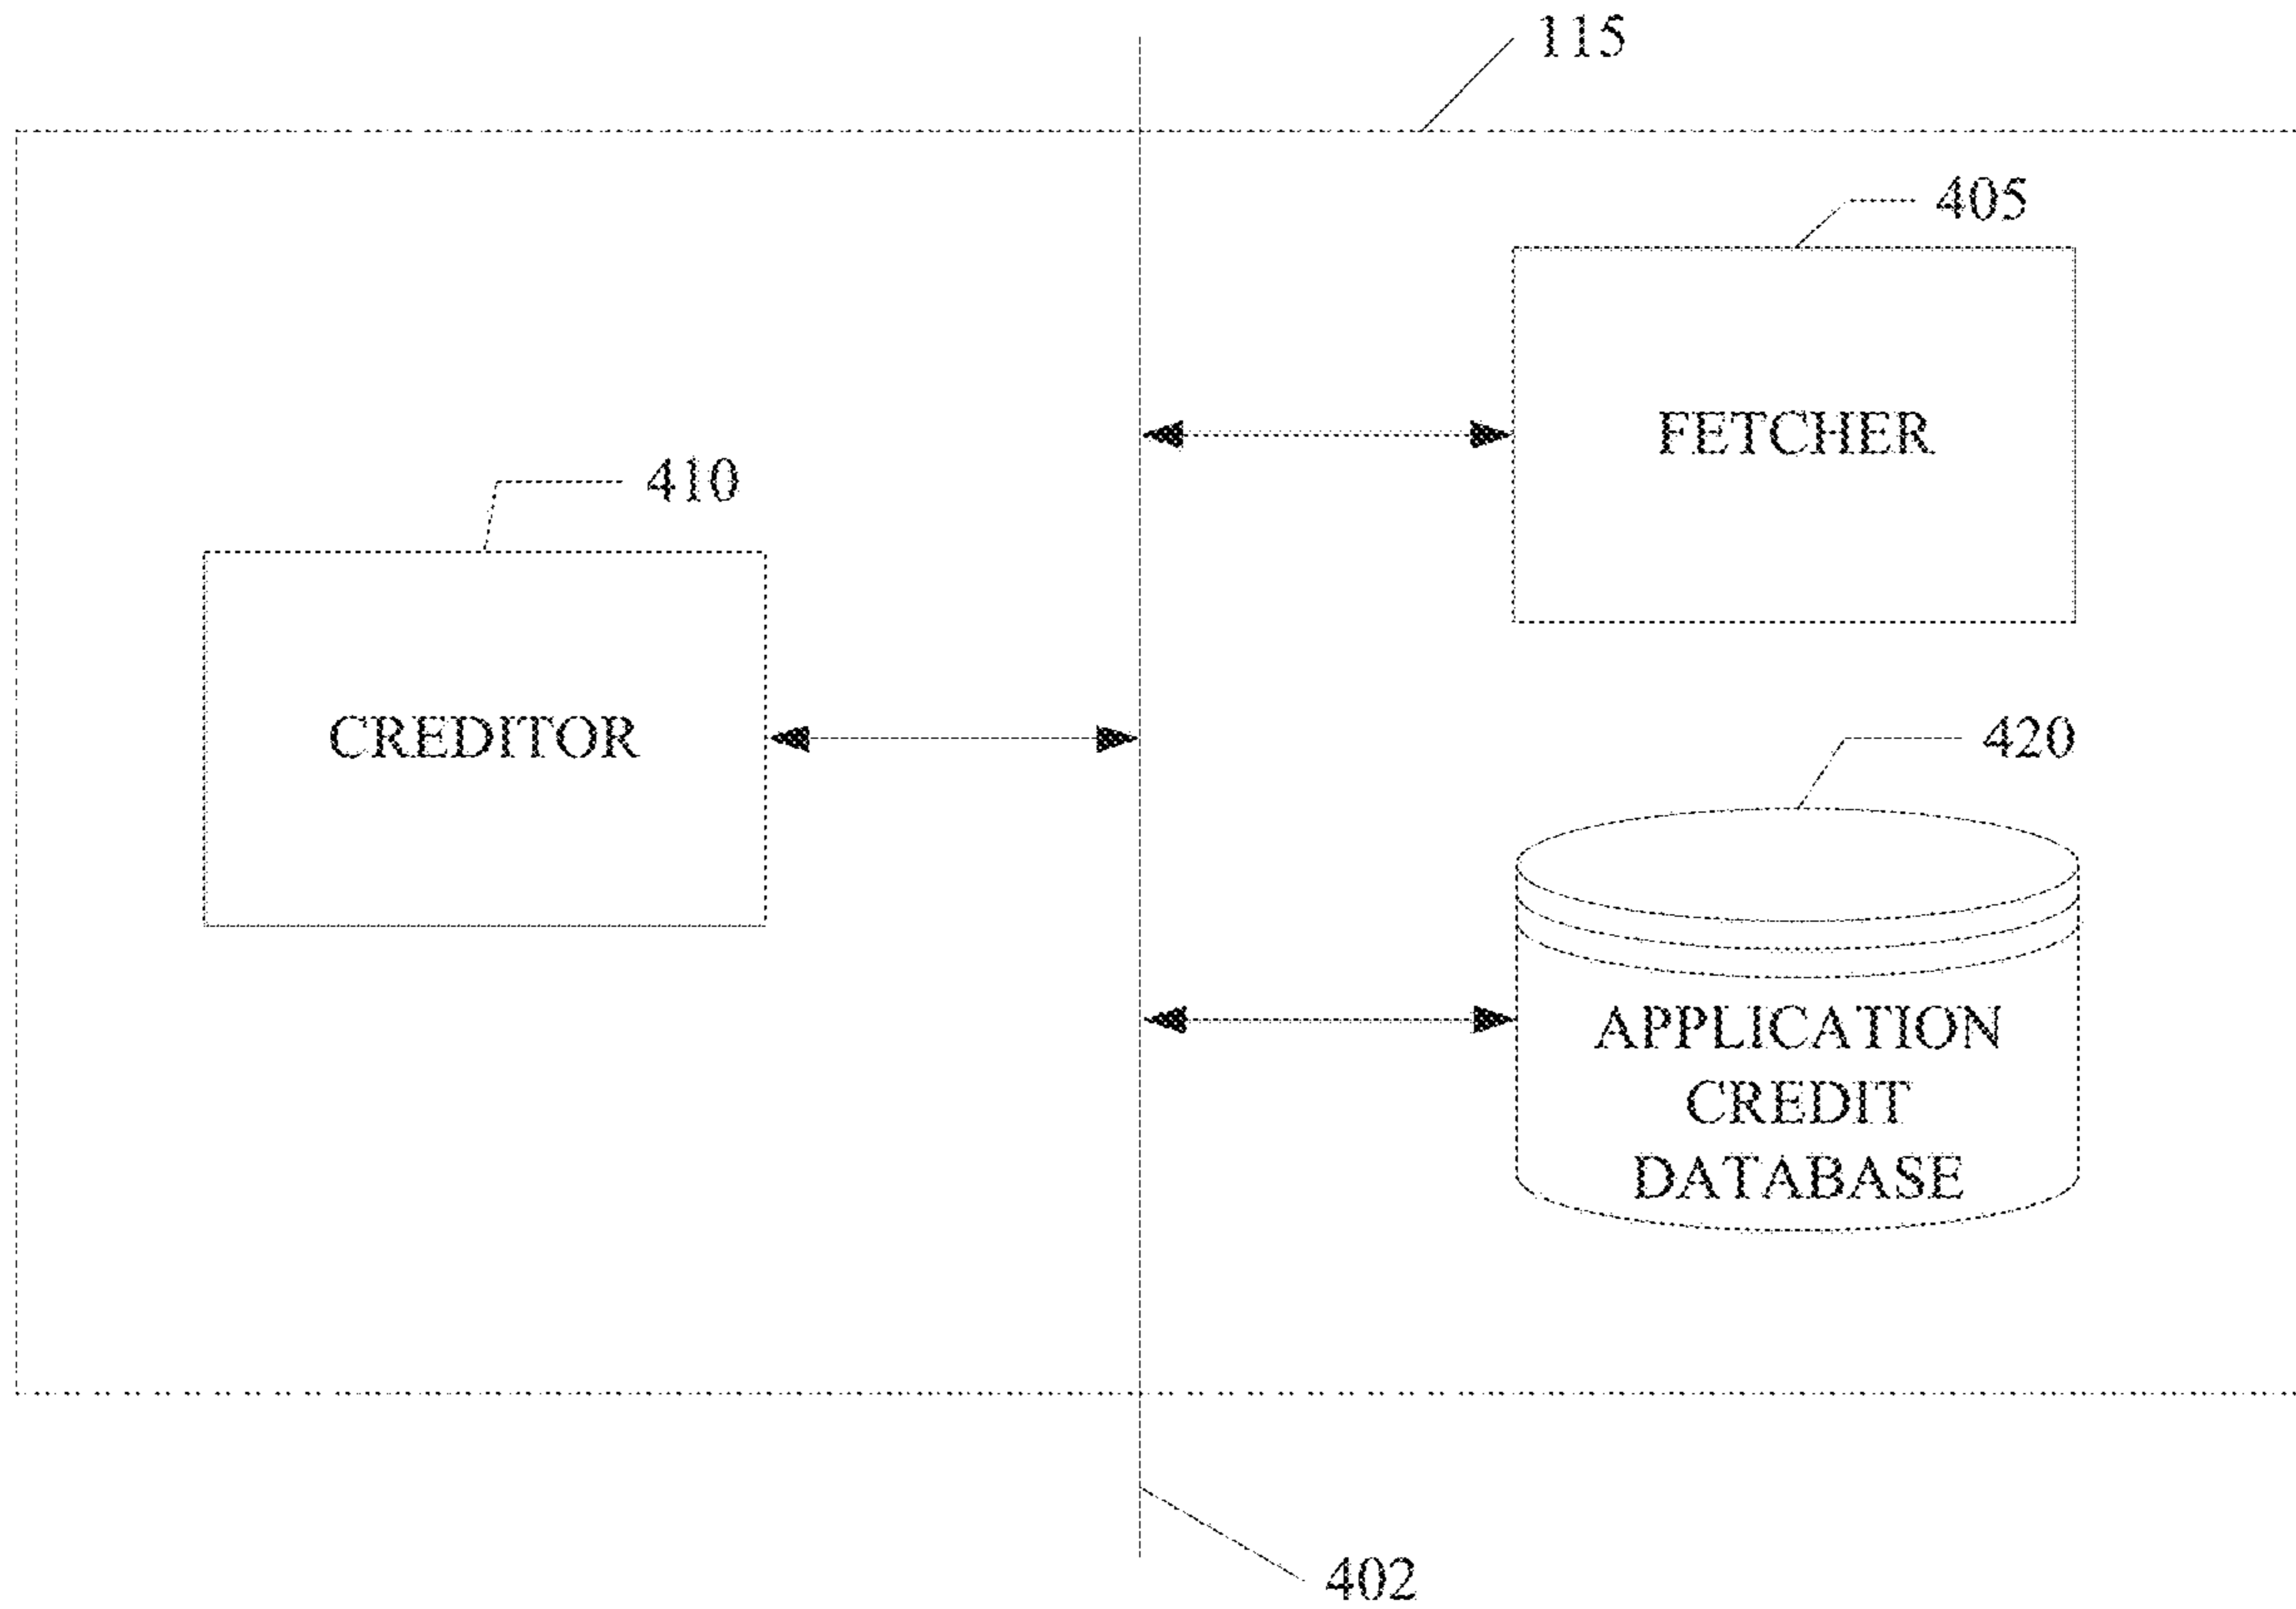 115
405
FETCHER
410
CREDITOR
420
APPLICATION
CREDIT
DATABASE
402